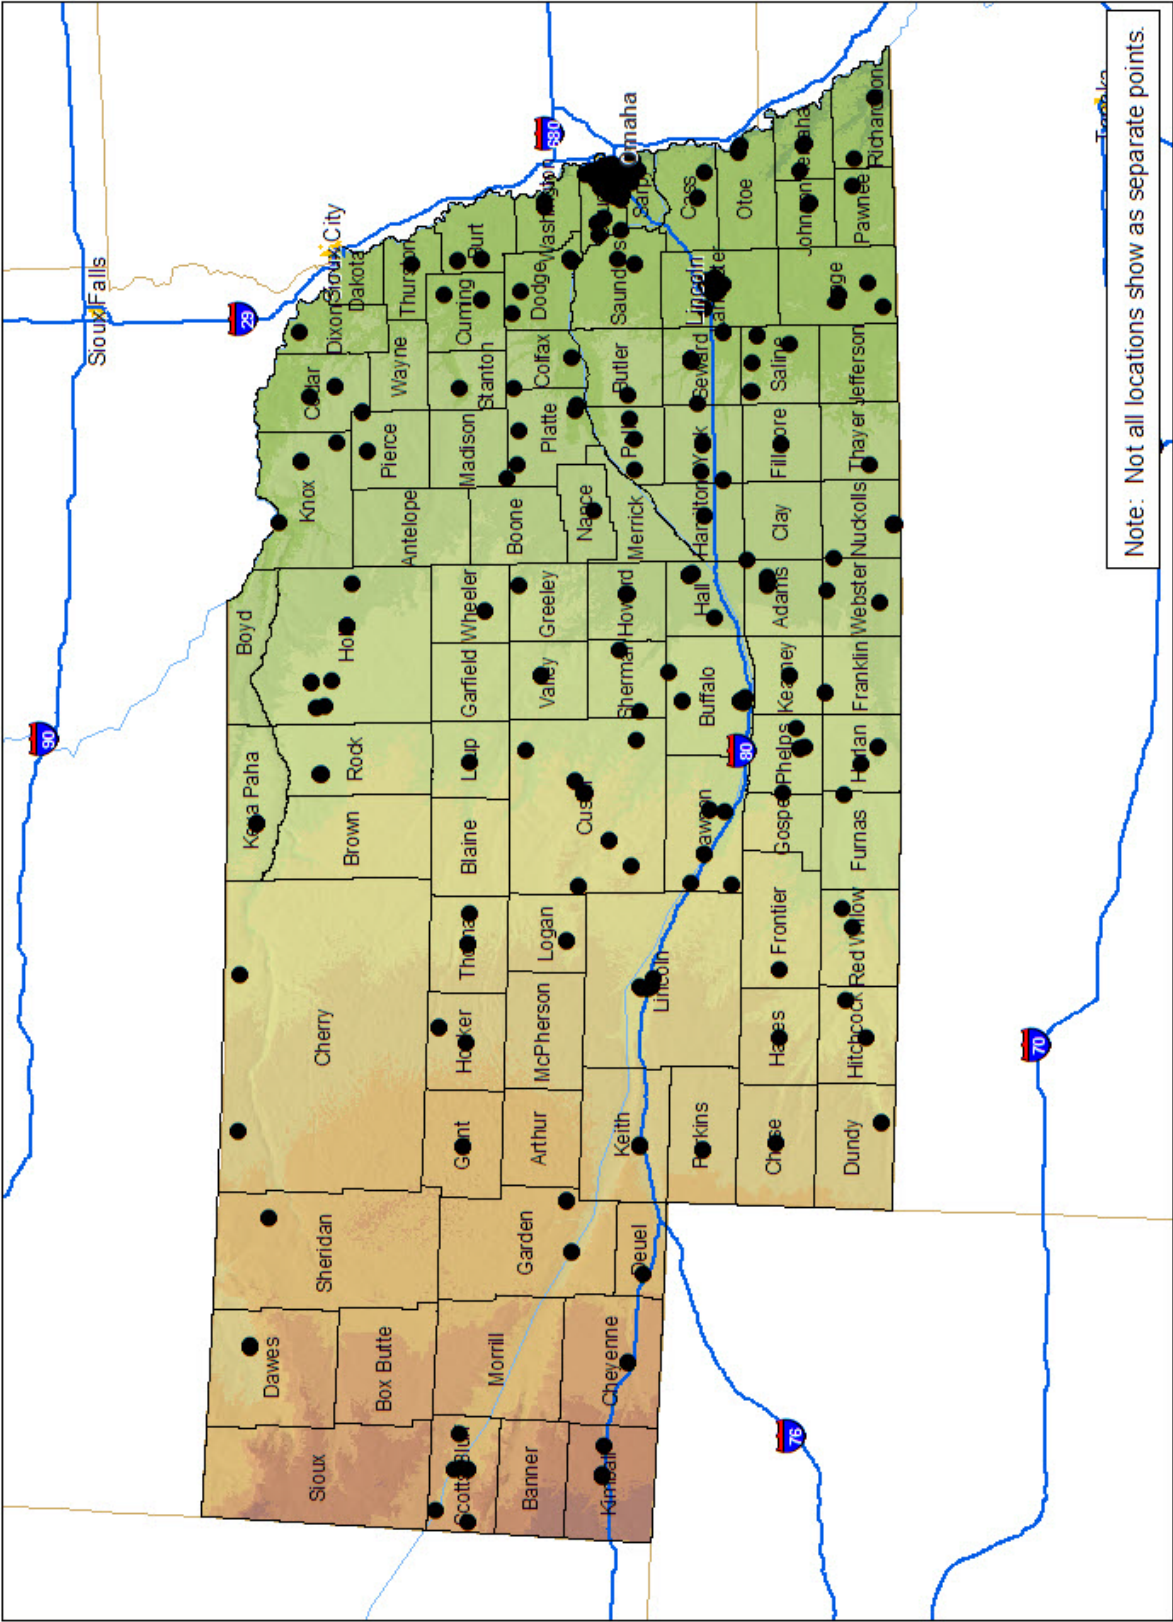 90
Sioux Falls
29
Boyd
Keya Paha
Dawes
Sheridan
Cherry
Sioux
Brown
Rock
Holt
Knox
Cedar
Dixon
Dakota
Sioux City
Box Butte
Antelope
Pierce
Wayne
Thurston
Scotts Bluff
Morrill
Grant
Hooker
Thomas
Blaine
Loup
Garfield
Wheeler
Boone
Madison
Stanton
Cuming
Burt
680
Banner
Garden
Arthur
McPherson
Logan
Custer
Valley
Greeley
Nance
Platte
Colfax
Dodge
Washington
Omaha
Kimball
Cheyenne
Deuel
Keith
Lincoln
Sherman
Howard
Merrick
Polk
Butler
Saunders
Sarpy
Perkins
Dawson
Buffalo
Hall
Hamilton
York
Seward
Lancaster
Lincoln
Cass
Otoe
80
76
Chase
Hayes
Frontier
Gosper
Phelps
Kearney
Adams
Clay
Fillmore
Saline
Gage
Johnson
Nemaha
Dundy
Hitchcock
Red Willow
Furnas
Harlan
Franklin
Webster
Nuckolls
Thayer
Jefferson
Pawnee
Richardson
70
Note: Not all locations show as separate points.